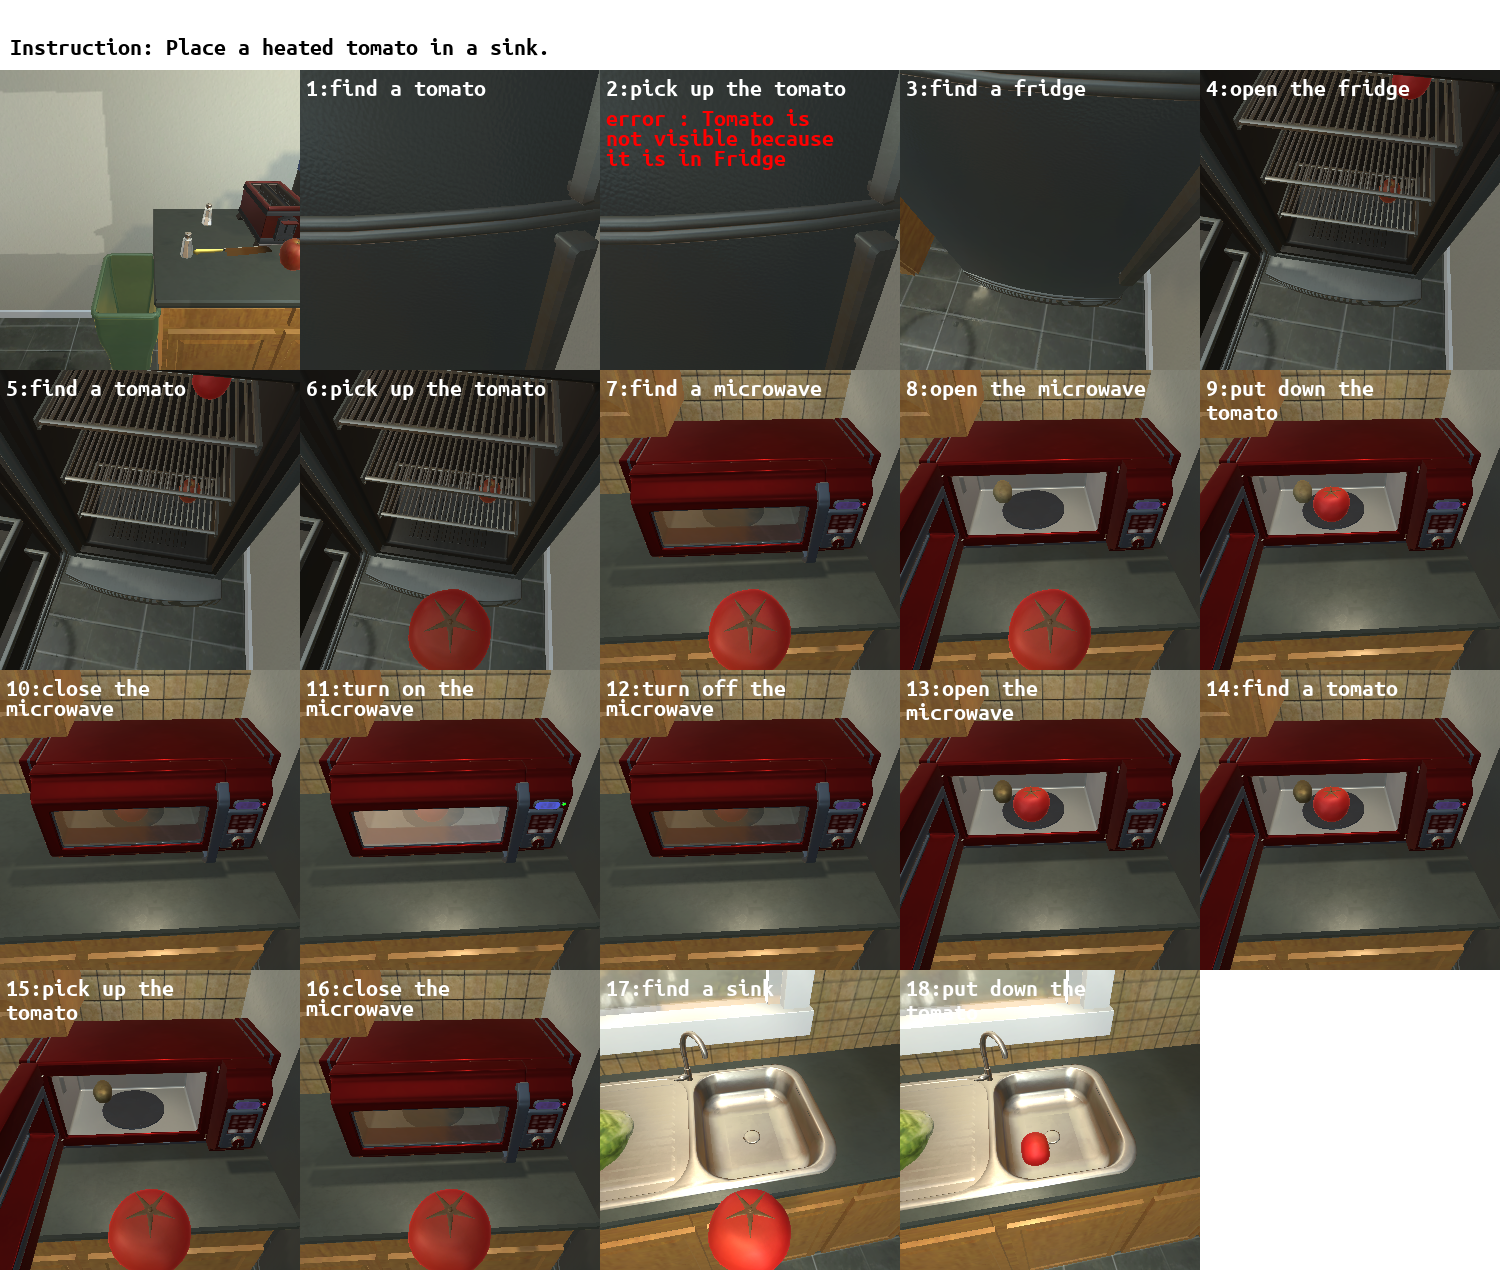 Instruction: Place a heated tomato in a sink.
1:find a tomato
2:pick up the tomato
error : Tomato is
not visible because
it is in Fridge
3:find a fridge
4:open the fridge
5:find a tomato
6:pick up the tomato
7:find a microwave
8:open the microwave
9:put down the
tomato
10:close the
microwave
11:turn on the
microwave
12:turn off the
microwave
13:open the
microwave
14:find a tomato
15:pick up the
tomato
16:close the
microwave
17:find a sink
18:put down the
tomato